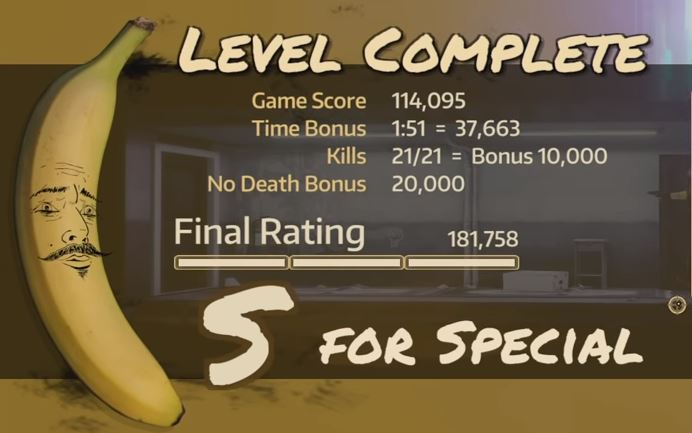 Level Complete
Game Score 114,095
Time Bonus 1:51 = 37,663
Kills 21/21 = Bonus 10,000
No Death Bonus 20,000
Final Rating 181,758
S for Special